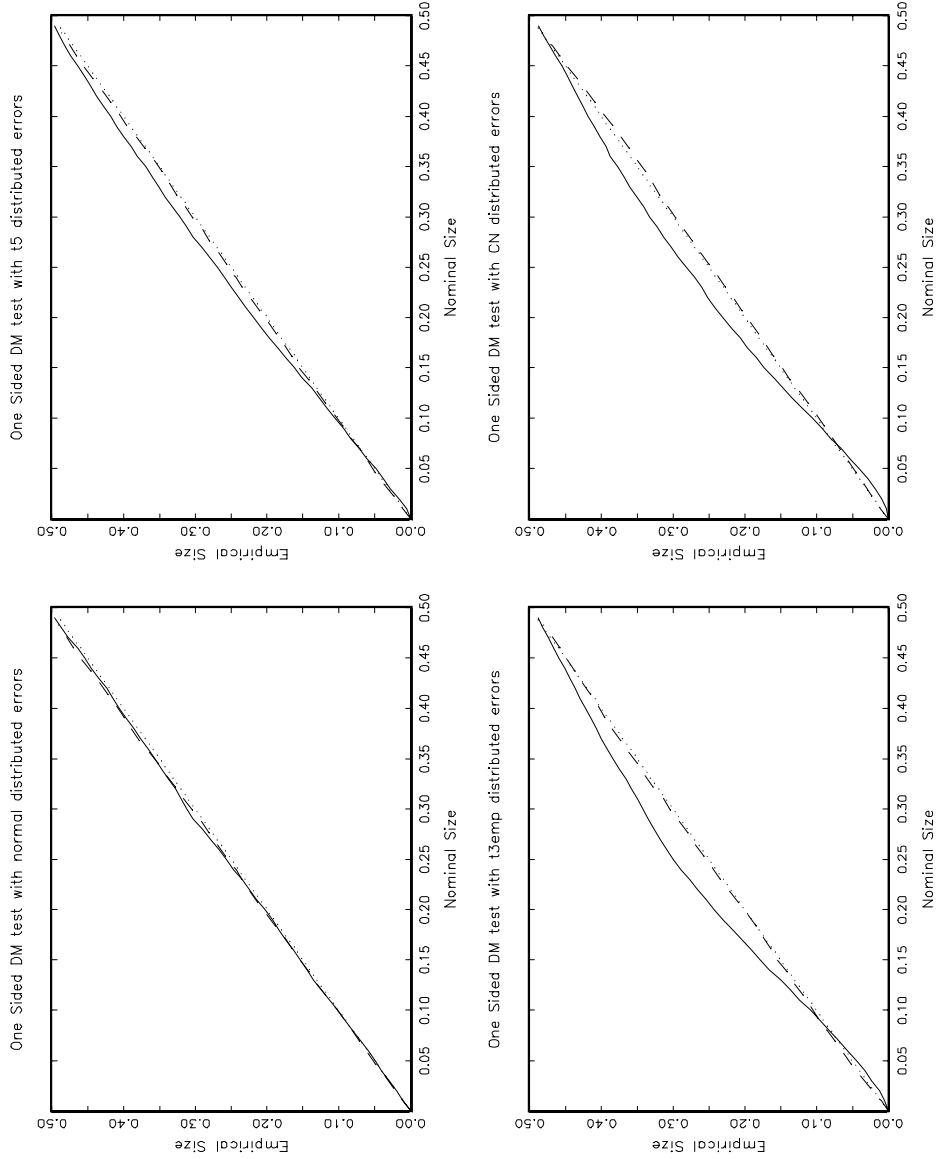 One Sided DM test with normal distributed errors
Empirical Size
0.50
0.40
0.30
0.20
0.10
0.00
0.05 0.10 0.15 0.20 0.25 0.30 0.35 0.40 0.45 0.50
Nominal Size
One Sided DM test with t5 distributed errors
Empirical Size
0.50
0.40
0.30
0.20
0.10
0.00
0.05 0.10 0.15 0.20 0.25 0.30 0.35 0.40 0.45 0.50
Nominal Size
One Sided DM test with t3emp distributed errors
Empirical Size
0.50
0.40
0.30
0.20
0.10
0.00
0.05 0.10 0.15 0.20 0.25 0.30 0.35 0.40 0.45 0.50
Nominal Size
One Sided DM test with CN distributed errors
Empirical Size
0.50
0.40
0.30
0.20
0.10
0.00
0.05 0.10 0.15 0.20 0.25 0.30 0.35 0.40 0.45 0.50
Nominal Size